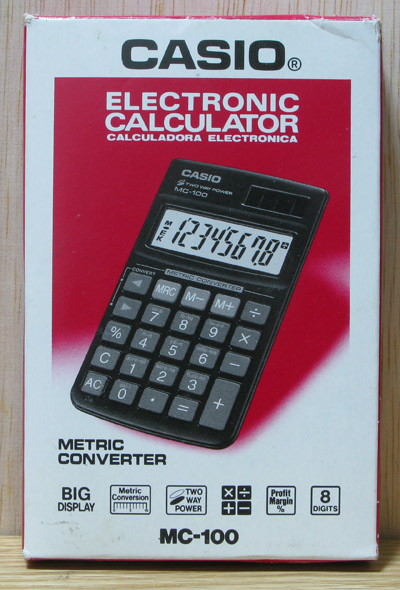 CASIO®
ELECTRONIC
CALCULATOR
CALCULADORA ELECTRONICA
CASIO
TWO WAY POWER
MC-100
MEK 12345678.
CONVERT METRIC CONVERTER
MRC M− M+ ÷
7 8 9 ×
% 4 5 6 −
C 1 2 3 +
AC 0 · =
METRIC
CONVERTER
BIG
DISPLAY
Metric
Conversion
TWO
WAY
POWER
× ÷
+ −
Profit
Margin
%
8
DIGITS
MC-100